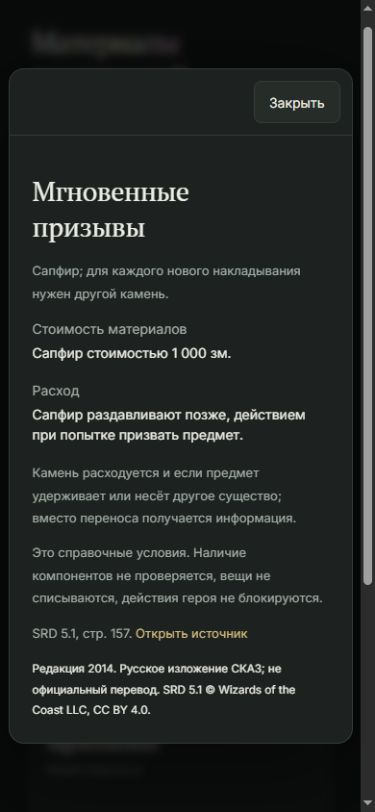 Материалы
Закрыть
Мгновенные
призывы
Сапфир; для каждого нового накладывания
нужен другой камень.
Стоимость материалов
Сапфир стоимостью 1 000 зм.
Расход
Сапфир раздавливают позже, действием
при попытке призвать предмет.
Камень расходуется и если предмет
удерживает или несёт другое существо;
вместо переноса получается информация.
Это справочные условия. Наличие
компонентов не проверяется, вещи не
списываются, действия героя не блокируются.
SRD 5.1, стр. 157. Открыть источник
Редакция 2014. Русское изложение СКАЗ; не
официальный перевод. SRD 5.1 © Wizards of the
Coast LLC, CC BY 4.0.